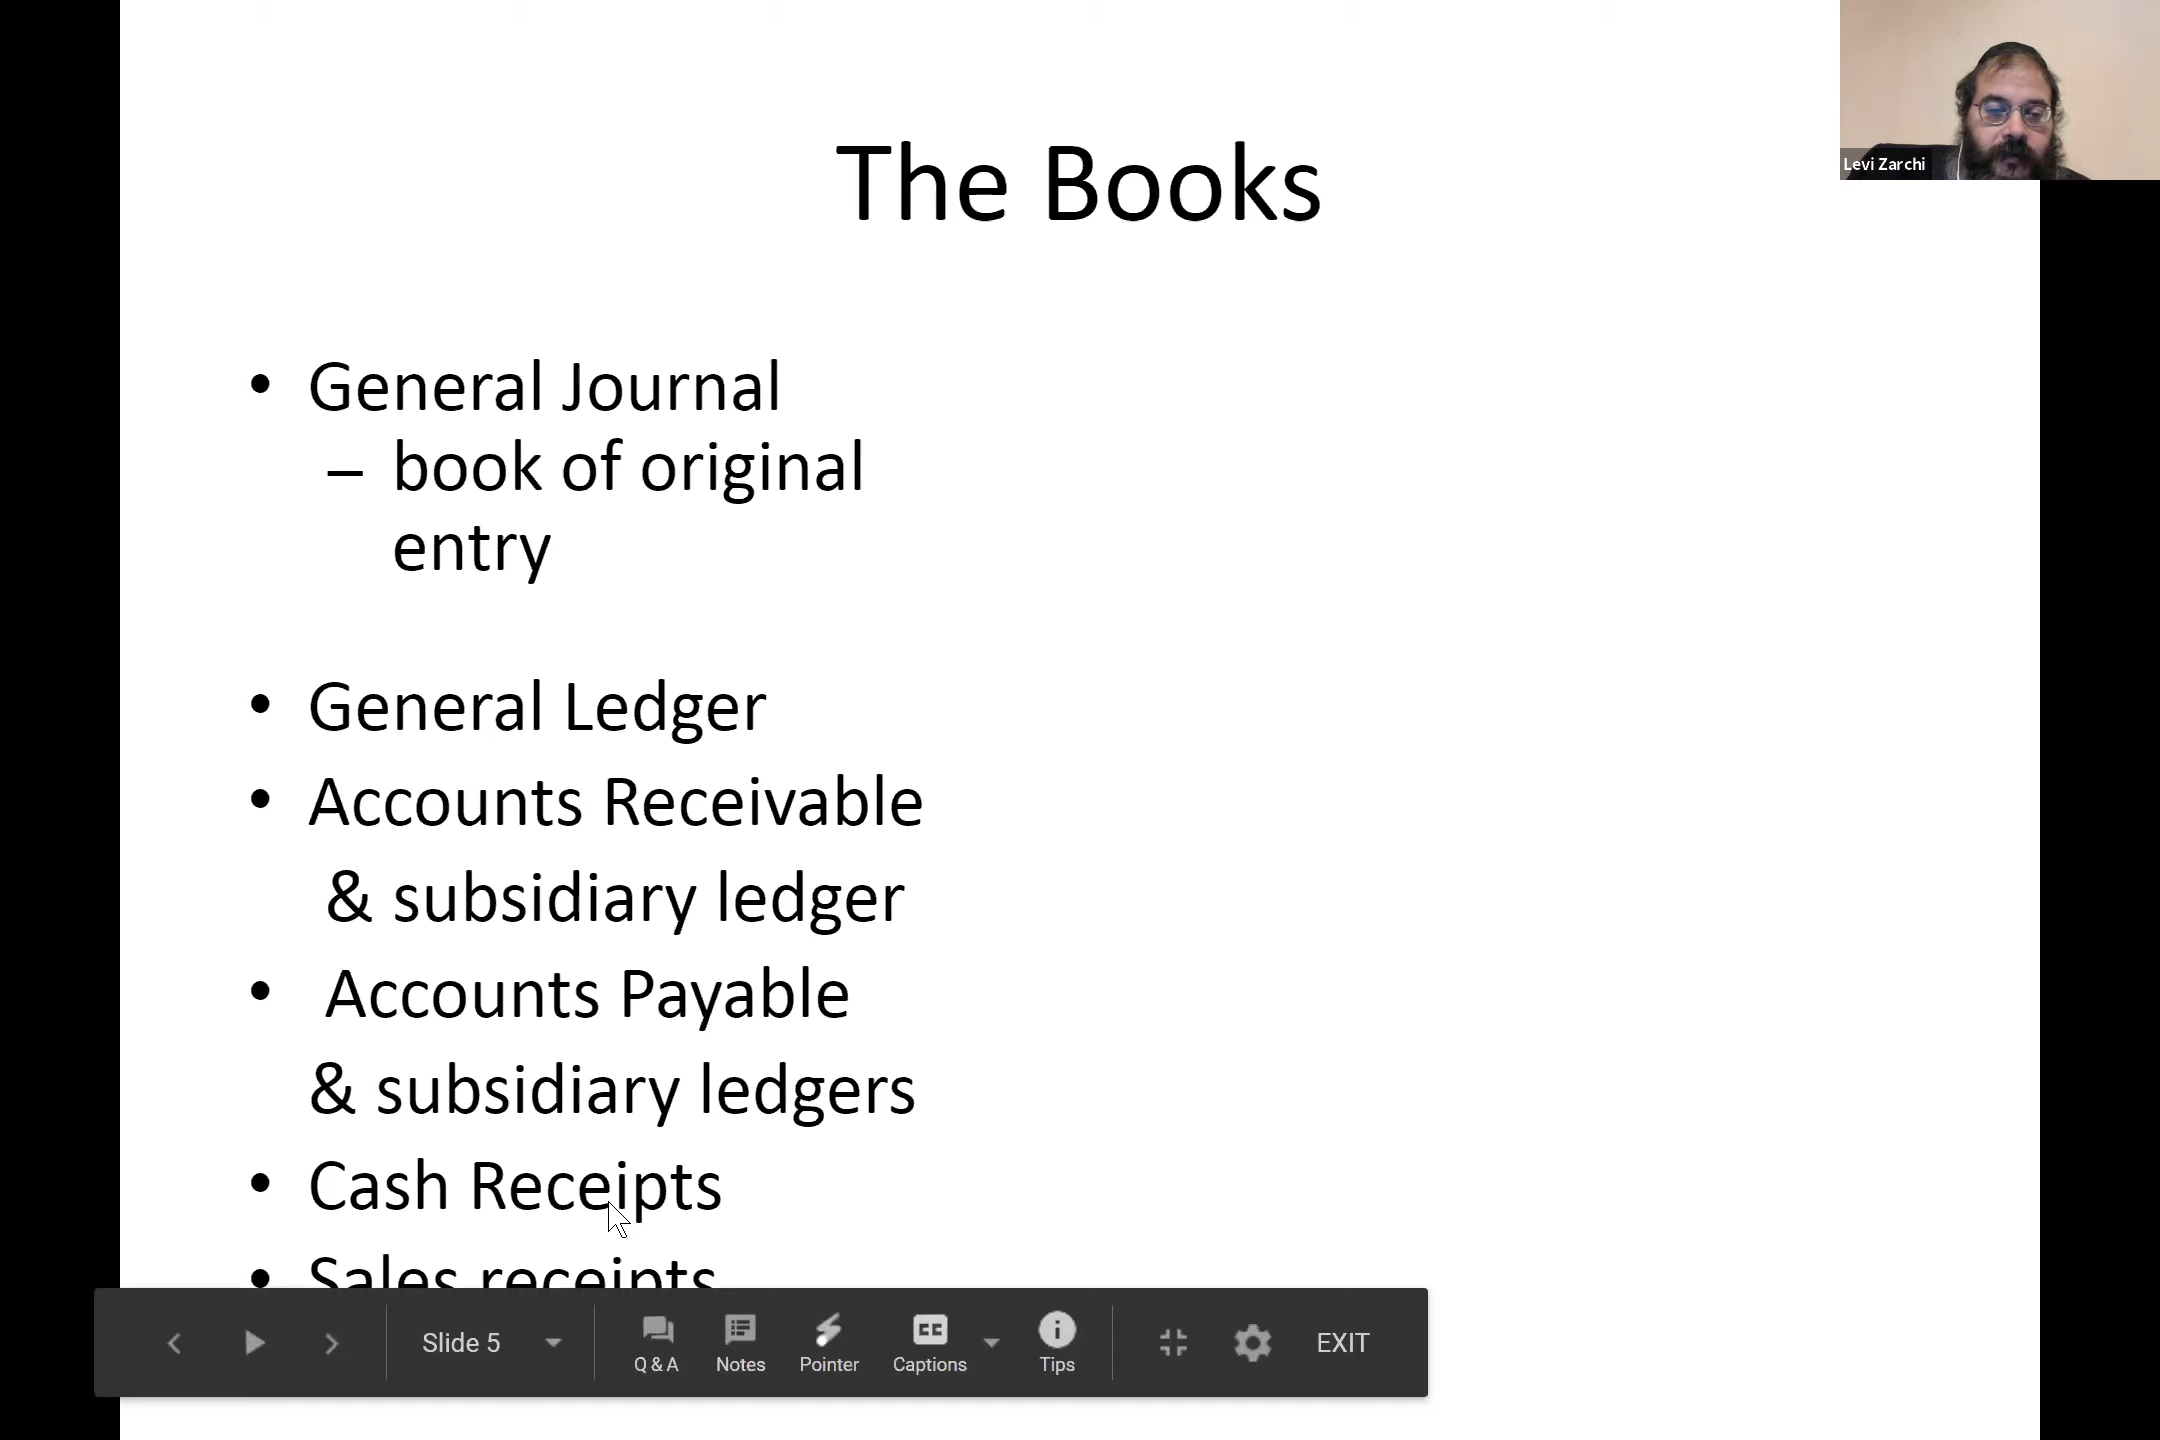 The Books
Levi Zarchi
• General Journal
– book of original
entry
• General Ledger
• Accounts Receivable
& subsidiary ledger
• Accounts Payable
& subsidiary ledgers
• Cash Receipts
• Sales receipts
Slide 5
Q & A
Notes
Pointer
Captions
Tips
EXIT